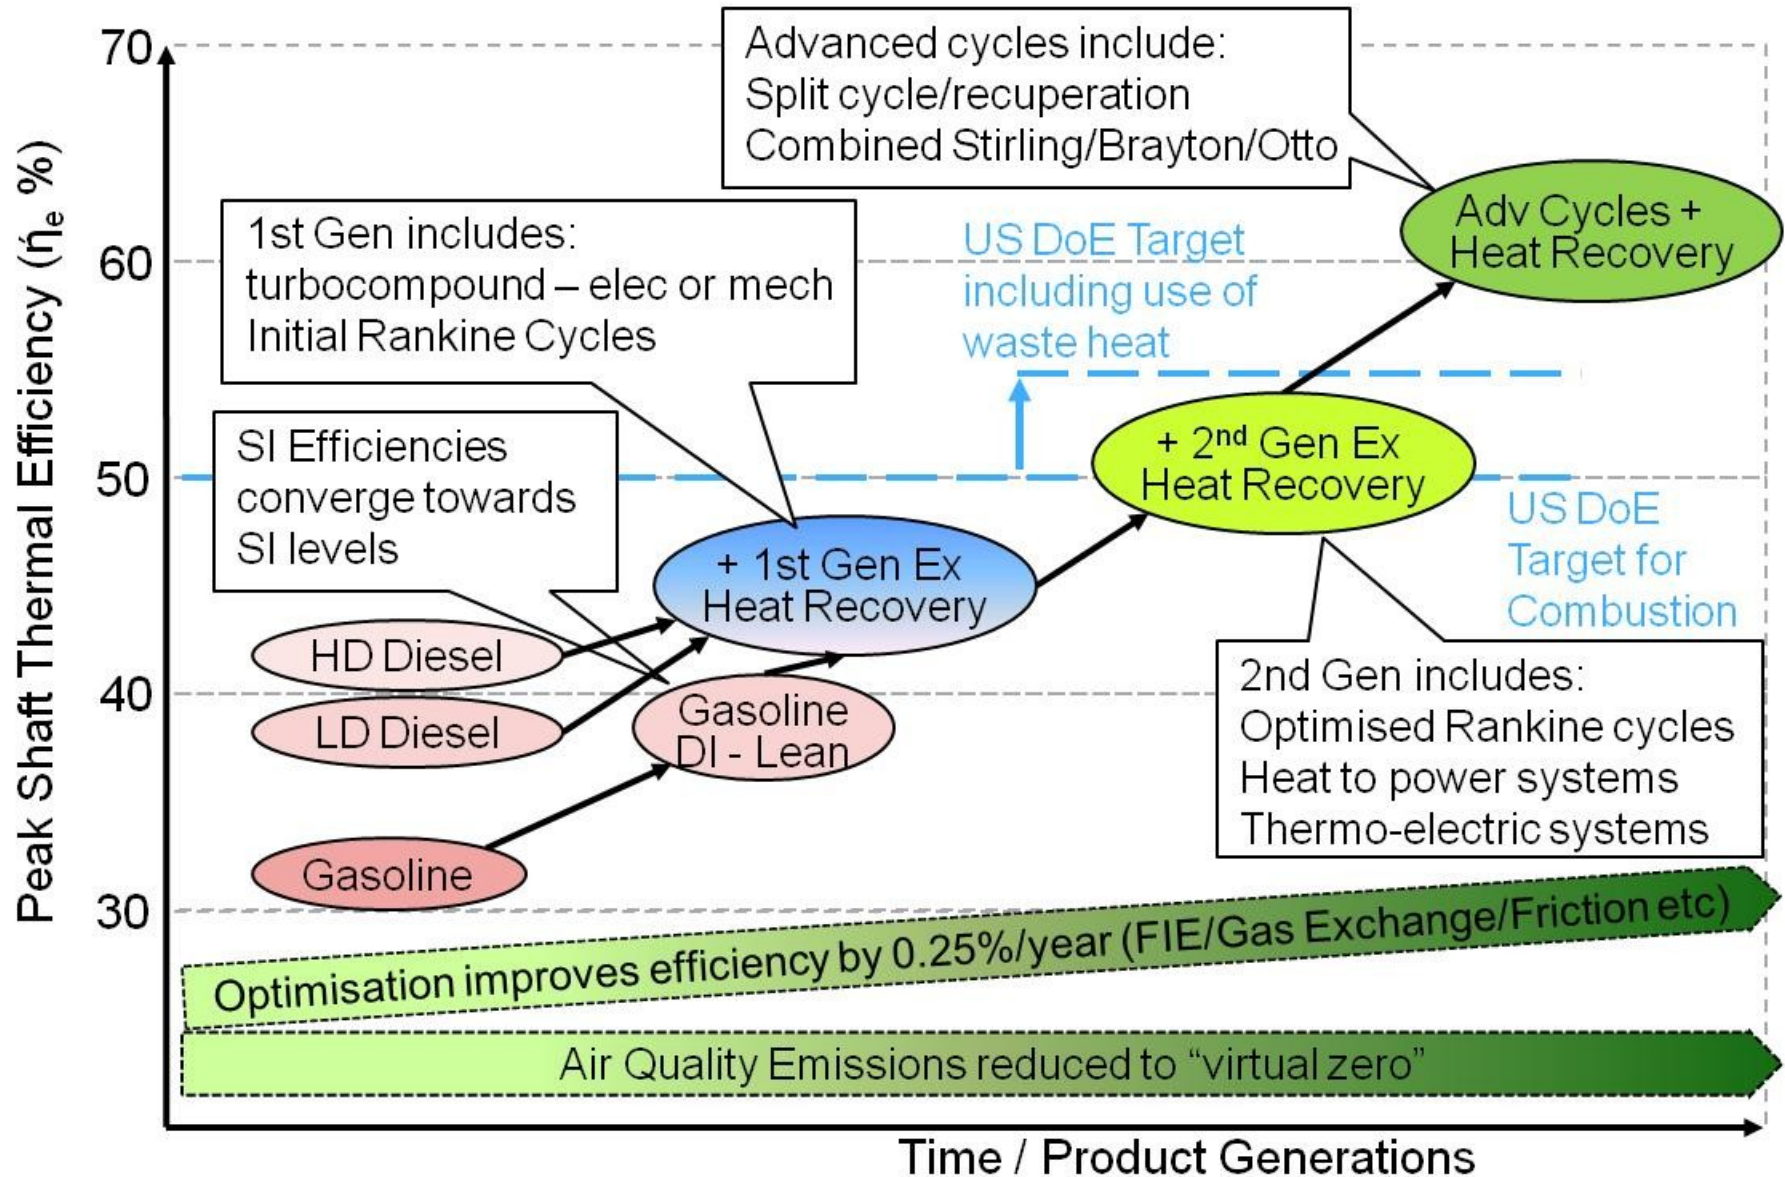 70
60
50
40
30
Peak Shaft Thermal Efficiency (ήe %)
Advanced cycles include:
Split cycle/recuperation
Combined Stirling/Brayton/Otto
1st Gen includes:
turbocompound – elec or mech
Initial Rankine Cycles
US DoE Target
including use of
waste heat
Adv Cycles +
Heat Recovery
SI Efficiencies
converge towards
SI levels
+ 2nd Gen Ex
Heat Recovery
US DoE
Target for
Combustion
+ 1st Gen Ex
Heat Recovery
HD Diesel
LD Diesel
Gasoline
DI - Lean
Gasoline
2nd Gen includes:
Optimised Rankine cycles
Heat to power systems
Thermo-electric systems
Optimisation improves efficiency by 0.25%/year (FIE/Gas Exchange/Friction etc)
Air Quality Emissions reduced to “virtual zero”
Time / Product Generations